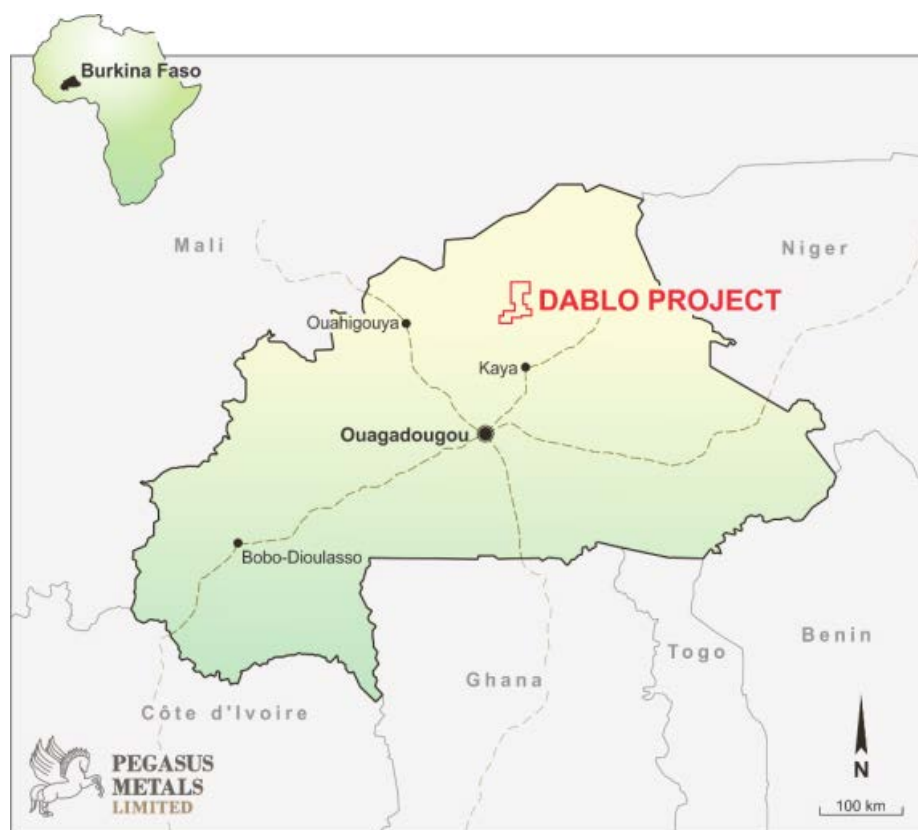 Burkina Faso
Mali
Niger
DABLO PROJECT
Ouahigouya
Kaya
Ouagadougou
Bobo-Dioulasso
Benin
Togo
Ghana
Côte d'Ivoire
PEGASUS
METALS
LIMITED
N
100 km